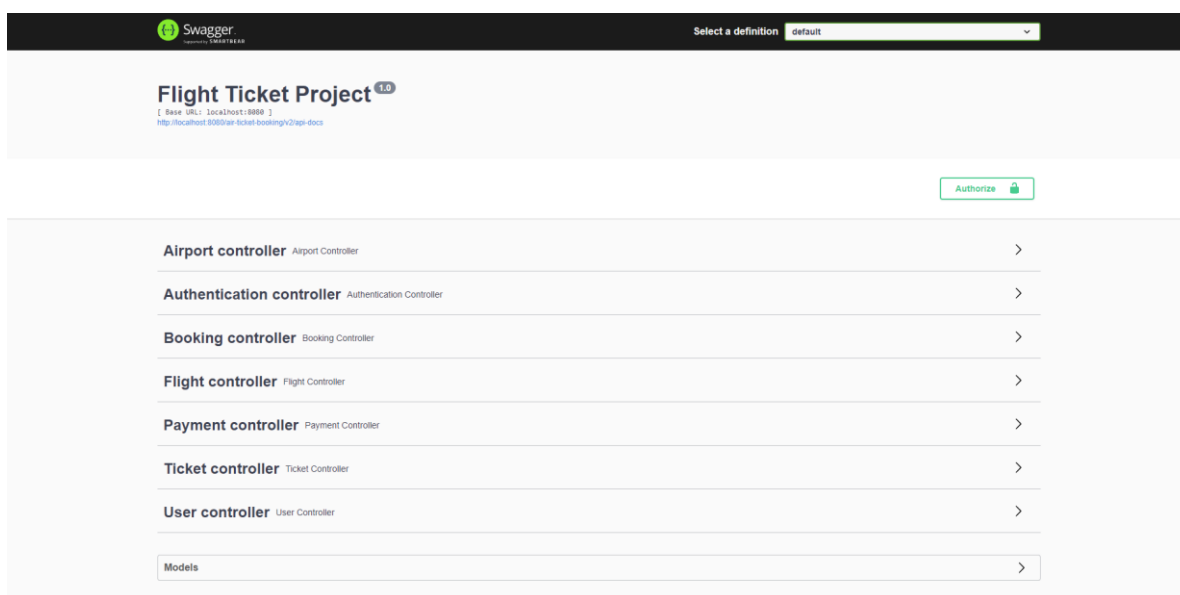 {··} Swagger.
Supported by SMARTBEAR
Select a definition default
Flight Ticket Project 1.0
[ Base URL: localhost:8080 ]
http://localhost:8080/air-ticket-booking/v2/api-docs
Authorize
Airport controller Airport Controller
Authentication controller Authentication Controller
Booking controller Booking Controller
Flight controller Flight Controller
Payment controller Payment Controller
Ticket controller Ticket Controller
User controller User Controller
Models